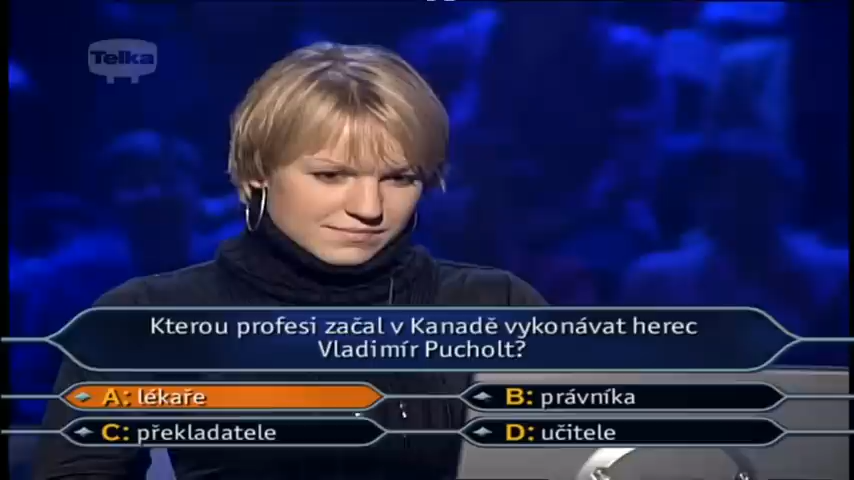 Telka
Kterou profesi začal v Kanadě vykonávat herec
Vladimír Pucholt?
A: lékaře
B: právníka
C: překladatele
D: učitele